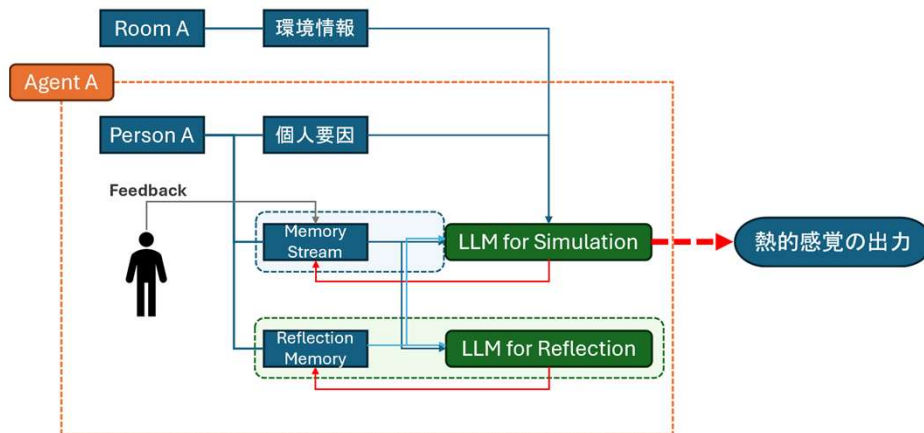 Room A
環境情報
Agent A
Person A
個人要因
Feedback
Memory
Stream
LLM for Simulation
熱的感覚の出力
Reflection
Memory
LLM for Reflection